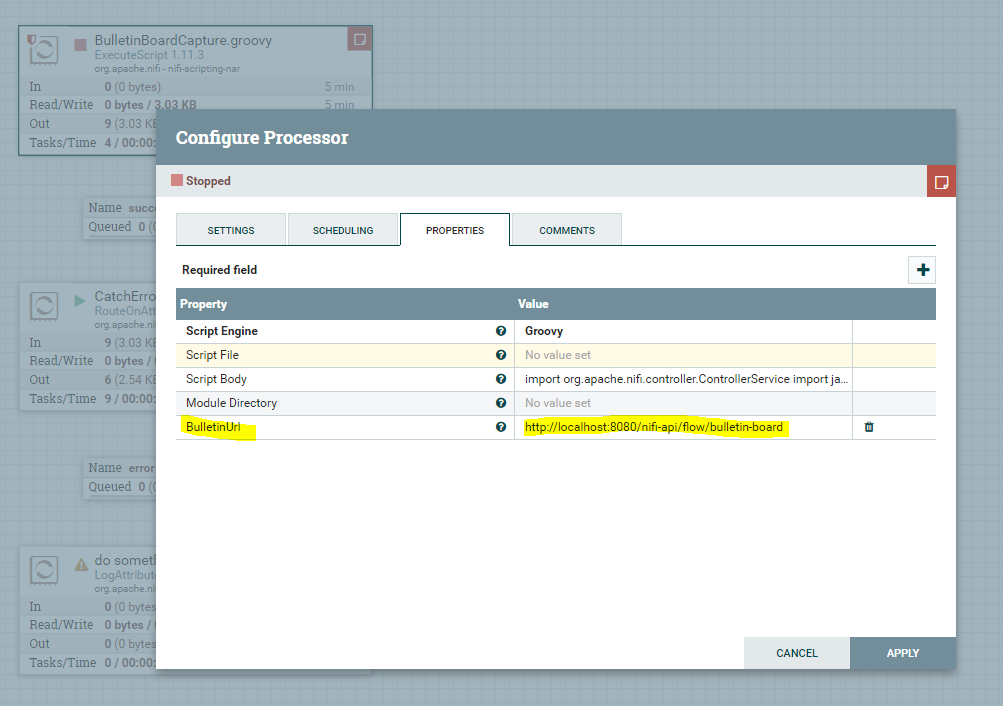 BulletinBoardCapture.groovy
ExecuteScript 1.11.3
org.apache.nifi - nifi-scripting-nar
In 0 (0 bytes) 5 min
Read/Write 0 bytes / 3.03 KB 5 min
Out 9 (3.03 KB
Tasks/Time 4 / 00:00:
Name succ
Queued 0 (0
CatchErro
RouteOnAtt
org.apache.nif
In 9 (3.03 KB
Read/Write 0 bytes /
Out 6 (2.54 KB
Tasks/Time 9 / 00:00:
Name error
Queued 0 (0
do someth
LogAttribute
org.apache.nif
In 0 (0 bytes
Read/Write 0 bytes /
Out 0 (0 bytes
Tasks/Time 0 / 00:00:
Configure Processor
Stopped
SETTINGS SCHEDULING PROPERTIES COMMENTS
Required field
Property Value
Script Engine Groovy
Script File No value set
Script Body import org.apache.nifi.controller.ControllerService import ja...
Module Directory No value set
BulletinUrl http://localhost:8080/nifi-api/flow/bulletin-board
CANCEL APPLY